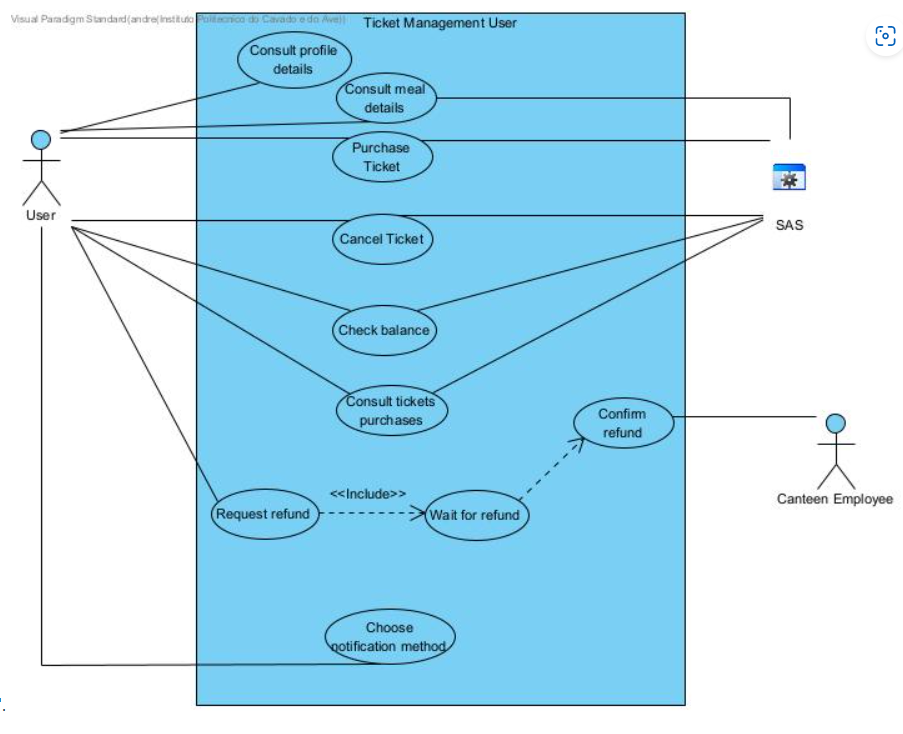 Visual Paradigm Standard(andre(Instituto Politecnico do Cavado e do Ave))
Ticket Management User
Consult profile
details
Consult meal
details
Purchase
Ticket
User
SAS
Cancel Ticket
Check balance
Consult tickets
purchases
Confirm
refund
<<Include>>
Request refund
Wait for refund
Canteen Employee
Choose
notification method